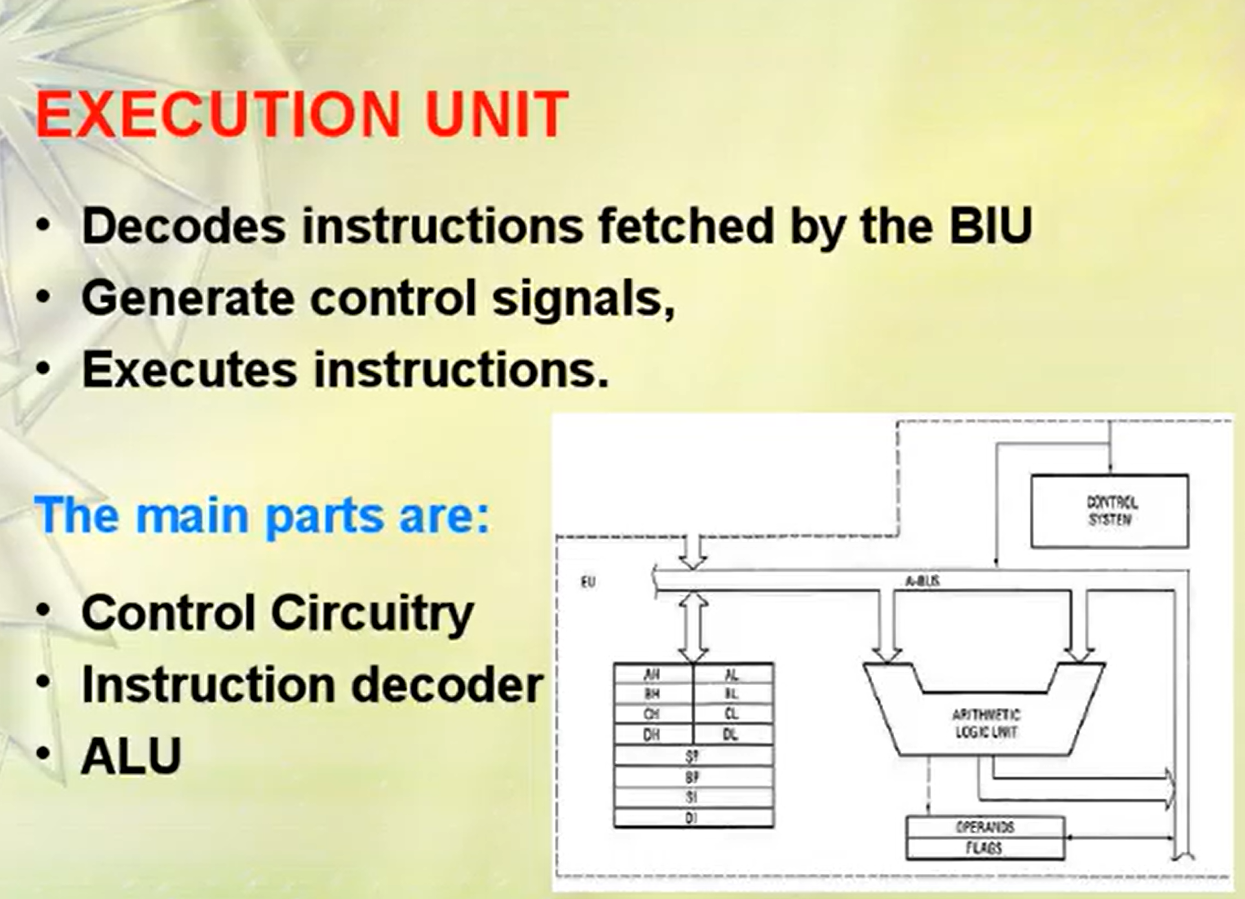 EXECUTION UNIT
• Decodes instructions fetched by the BIU
• Generate control signals,
• Executes instructions.
The main parts are:
• Control Circuitry
• Instruction decoder
• ALU
CONTROL
SYSTEM
EU
A-BUS
AH AL
BH BL
CH CL
DH DL
SP
BP
SI
DI
ARITHMETIC
LOGIC UNIT
OPERANDS
FLAGS